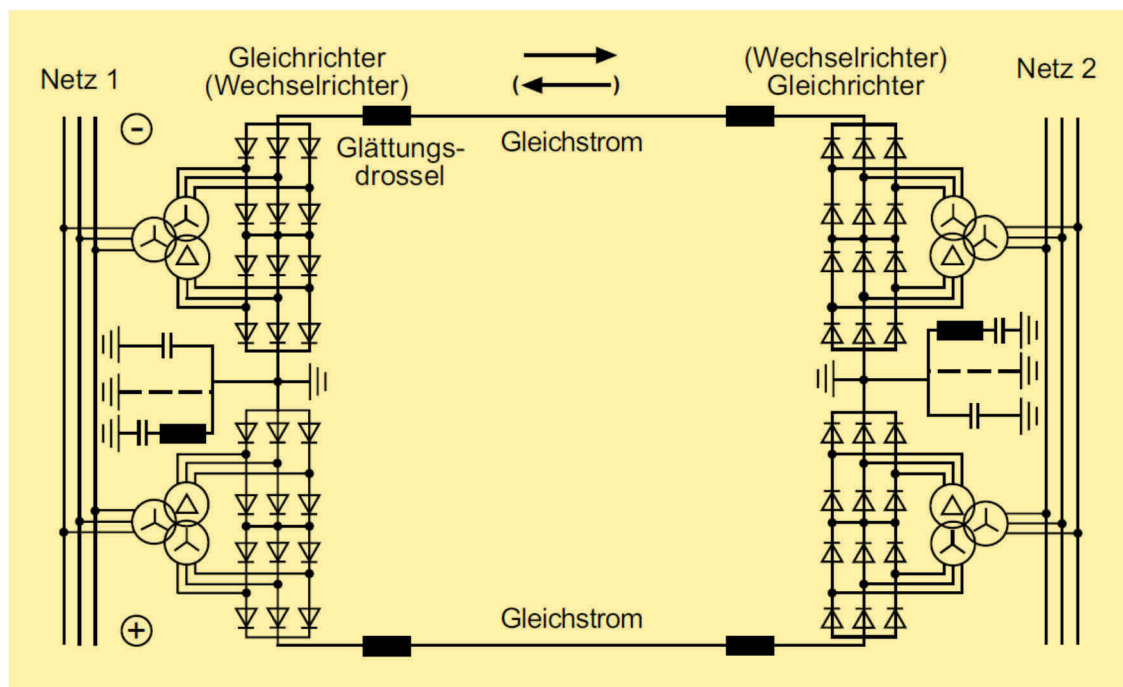 Netz 1
Gleichrichter
(Wechselrichter)
(Wechselrichter)
Gleichrichter
Netz 2
-
( )
Glättungs-
drossel
Gleichstrom
+
Gleichstrom